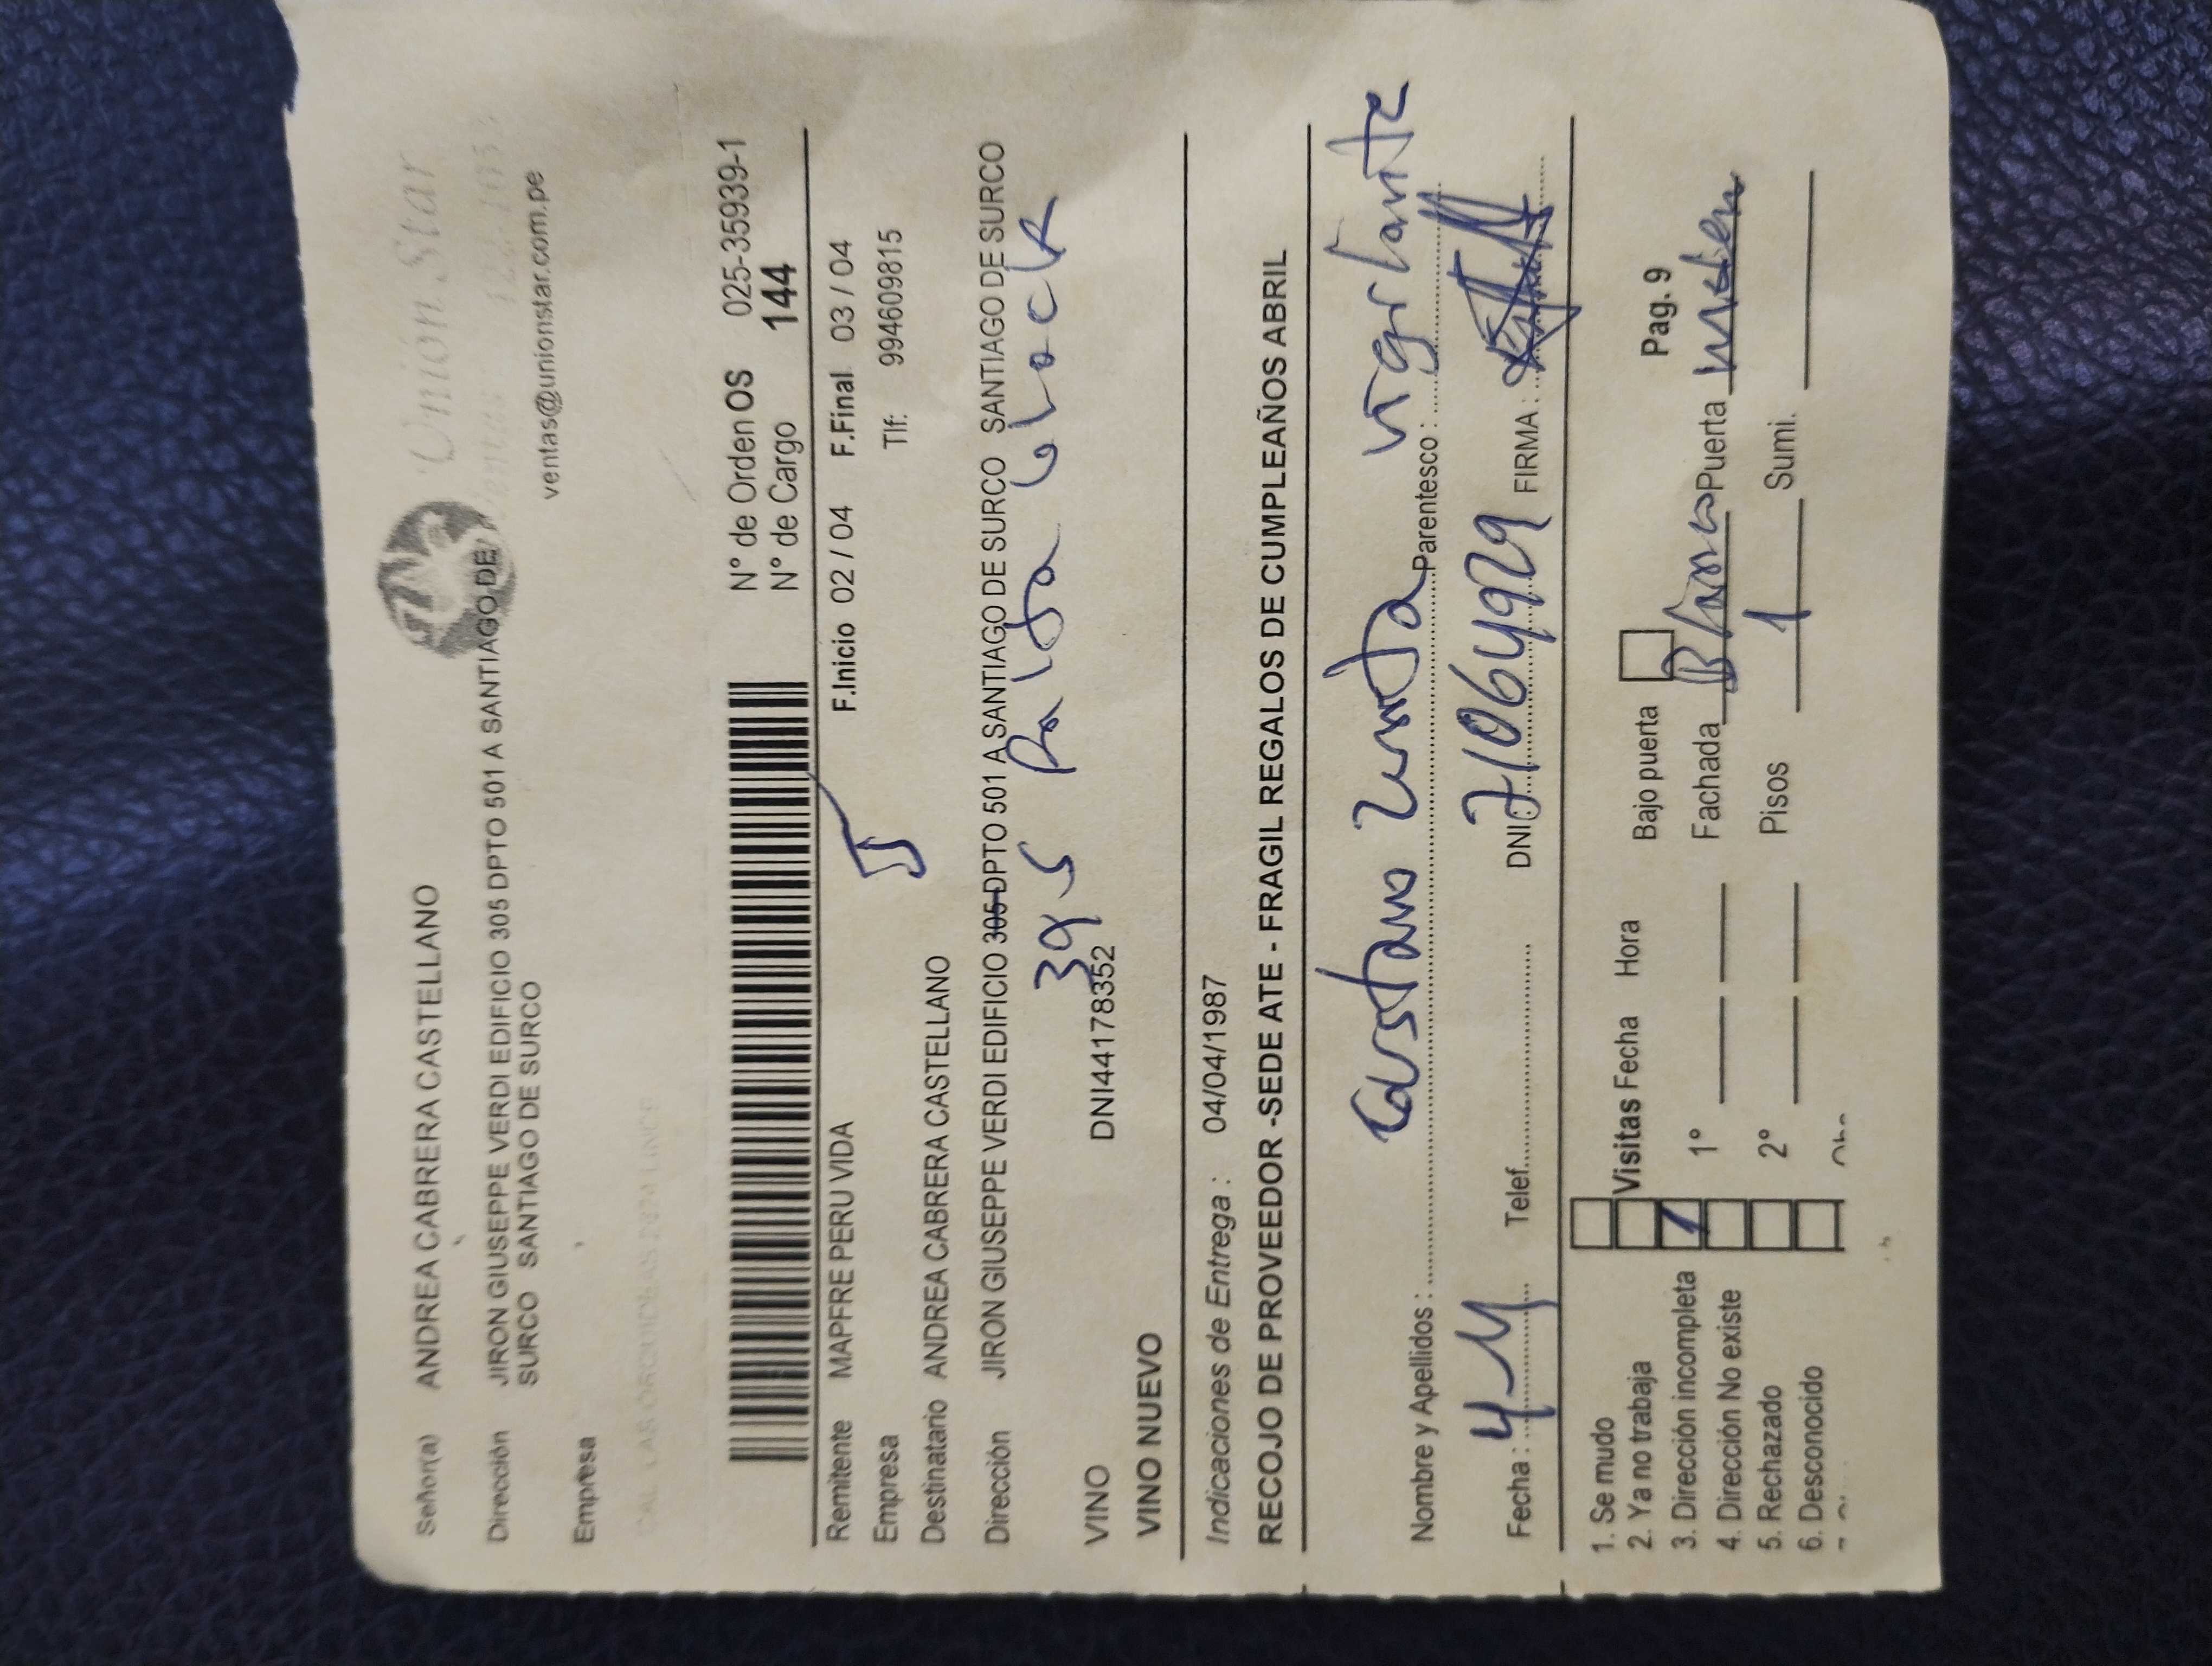 Unión Star
ventas@unionstar.com.pe
Señor(a) ANDREA CABRERA CASTELLANO
Dirección JIRON GIUSEPPE VERDI EDIFICIO 305 DPTO 501 A SANTIAGO DE
SURCO SANTIAGO DE SURCO
Empresa
N° de Orden OS 025-35939-1
N° de Cargo 144
Remitente MAPFRE PERU VIDA F.Inicio 02 / 04 F.Final 03 / 04
Empresa Tlf: 994609815
Destinatario ANDREA CABRERA CASTELLANO
Dirección JIRON GIUSEPPE VERDI EDIFICIO 305 DPTO 501 A SANTIAGO DE SURCO SANTIAGO DE SURCO
395 Falta block
VINO DNI44178352
VINO NUEVO
Indicaciones de Entrega : 04/04/1987
RECOJO DE PROVEEDOR -SEDE ATE - FRAGIL REGALOS DE CUMPLEAÑOS ABRIL
Nombre y Apellidos : Parentesco : vigilante
Fecha : Telef. DNI 71064929 FIRMA :
1. Se mudo
2. Ya no trabaja Visitas Fecha Hora Bajo puerta Pag. 9
3. Dirección incompleta 1 1° Fachada Blanco Puerta
4. Dirección No existe
5. Rechazado 2° Pisos 1 Sumi.
6. Desconocido